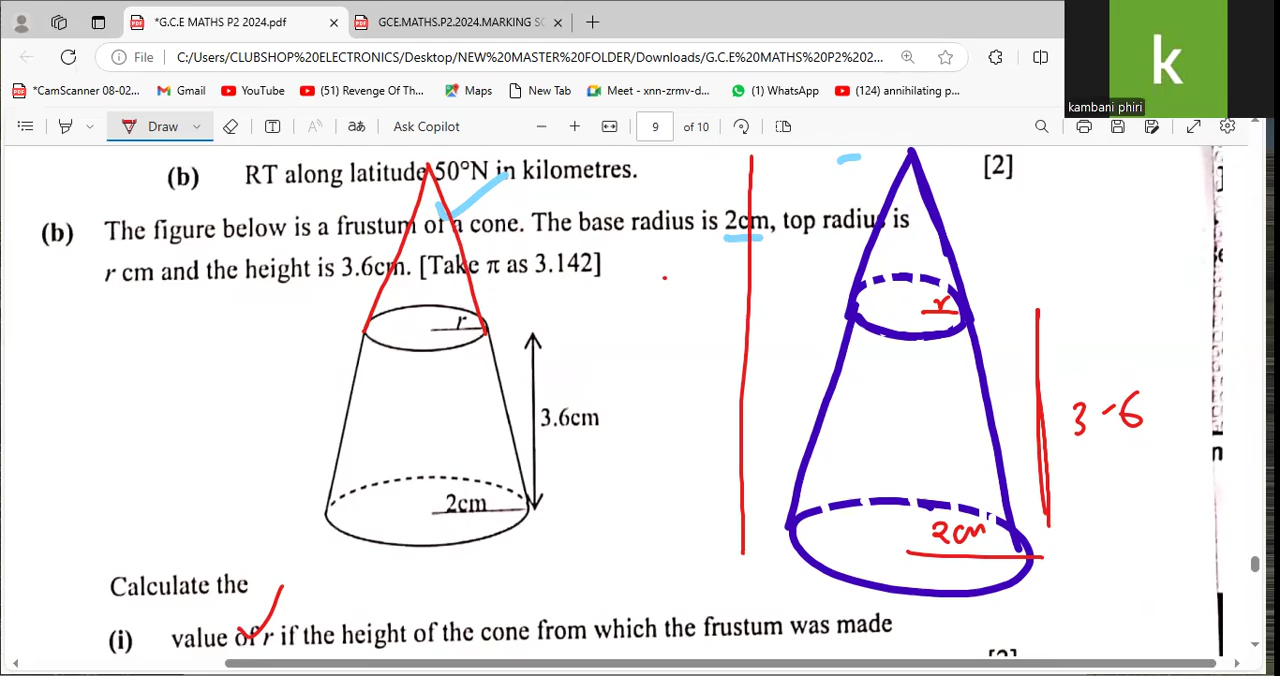 *G.C.E MATHS P2 2024.pdf
GCE.MATHS.P2.2024.MARKING SC
File
C:/Users/CLUBSHOP%20ELECTRONICS/Desktop/NEW%20MASTER%20FOLDER/Downloads/G.C.E%20MATHS%20P2%202...
*CamScanner 08-02...
Gmail
YouTube
(51) Revenge Of Th...
Maps
New Tab
Meet - xnn-zrmv-d...
(1) WhatsApp
(124) annihilating p...
k
kambani phiri
Draw
Ask Copilot
9 of 10
(b) RT along latitude 50°N in kilometres. [2]
(b) The figure below is a frustum of a cone. The base radius is 2cm, top radius is
r cm and the height is 3.6cm. [Take π as 3.142]
r
3.6cm
2cm
r
3-6
2cm
Calculate the
(i) value of r if the height of the cone from which the frustum was made